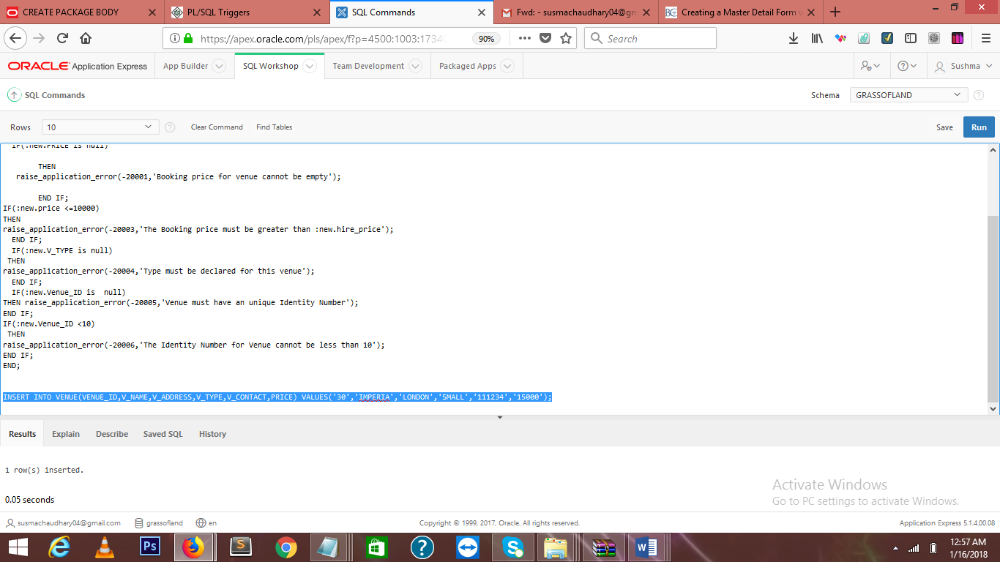 CREATE PACKAGE BODY
PL/SQL Triggers
SQL Commands
Fwd: - susmachaudhary04@gm
Creating a Master Detail Form w
https://apex.oracle.com/pls/apex/f?p=4500:1003:1734
90%
Search
ORACLE Application Express
App Builder
SQL Workshop
Team Development
Packaged Apps
Sushma
SQL Commands
Schema
GRASSOFLAND
Rows
10
Clear Command
Find Tables
Save
Run
IF(:new.PRICE is null)
THEN
raise_application_error(-20001,'Booking price for venue cannot be empty');
END IF;
IF(:new.price <=10000)
THEN
raise_application_error(-20003,'The Booking price must be greater than :new.hire_price');
END IF;
IF(:new.V_TYPE is null)
THEN
raise_application_error(-20004,'Type must be declared for this venue');
END IF;
IF(:new.Venue_ID is  null)
THEN raise_application_error(-20005,'Venue must have an unique Identity Number');
END IF;
IF(:new.Venue_ID <10)
THEN
raise_application_error(-20006,'The Identity Number for Venue cannot be less than 10');
END IF;
END;
INSERT INTO VENUE(VENUE_ID,V_NAME,V_ADDRESS,V_TYPE,V_CONTACT,PRICE) VALUES('30','IMPERIA','LONDON','SMALL','111234','15000');
Results
Explain
Describe
Saved SQL
History
1 row(s) inserted.
0.05 seconds
Activate Windows
Go to PC settings to activate Windows.
susmachaudhary04@gmail.com
grassofland
en
Copyright © 1999, 2017, Oracle. All rights reserved.
Application Express 5.1.4.00.08
Ps
12:57 AM
1/16/2018